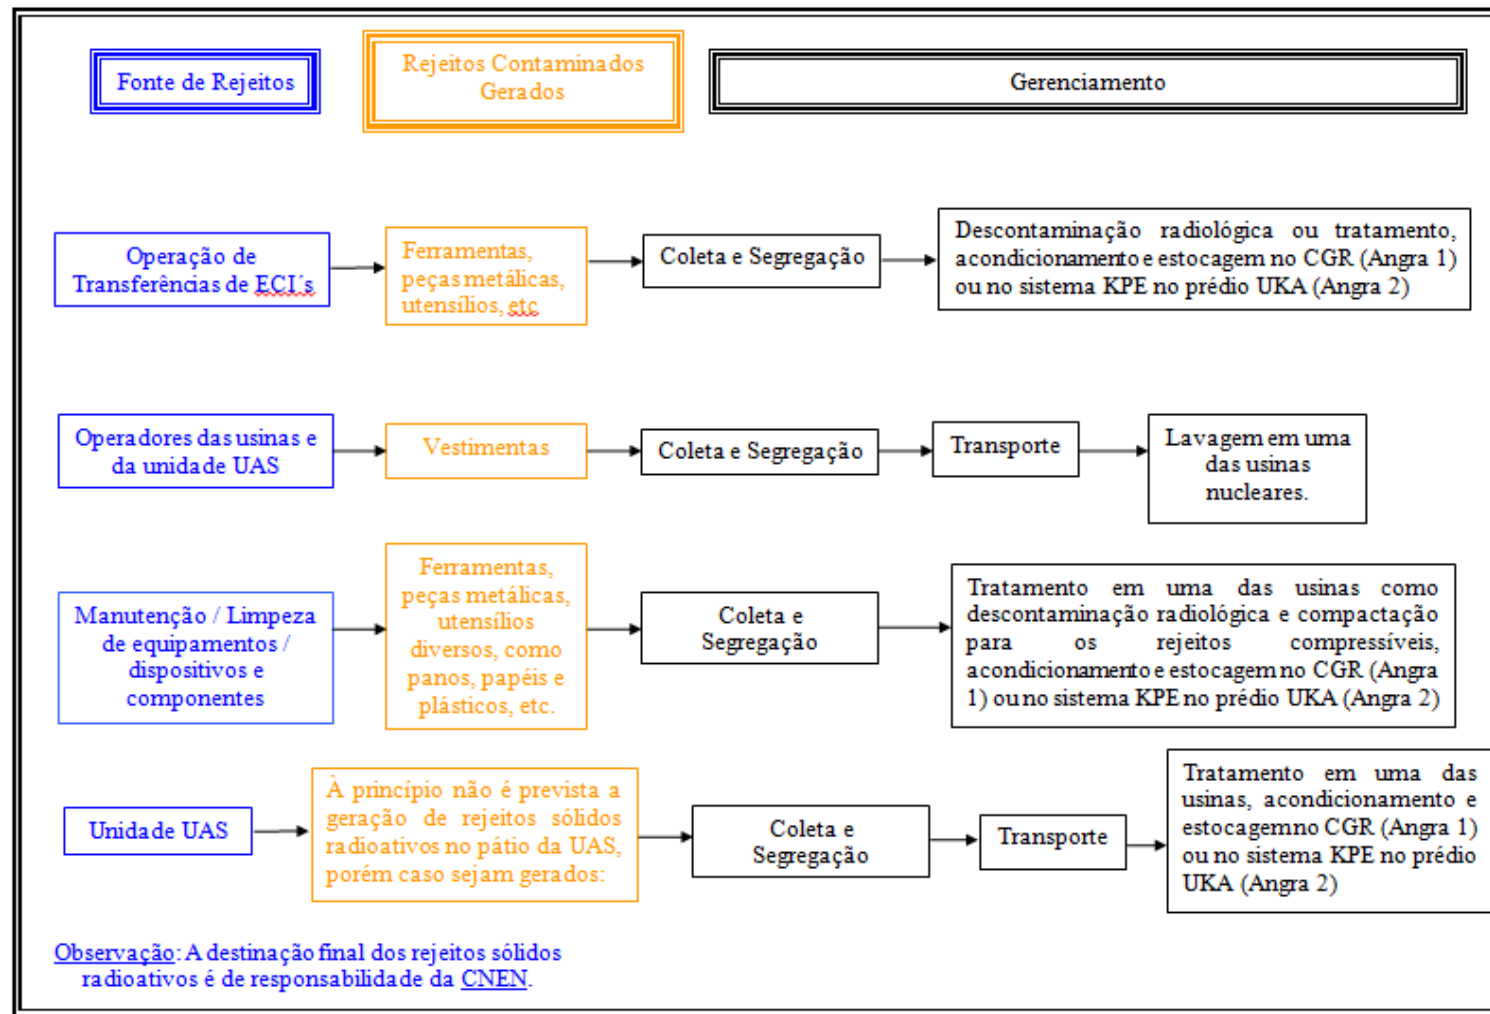 Fonte de Rejeitos
Rejeitos Contaminados
Gerados
Gerenciamento
Operação de
Transferências de ECI´s
Ferramentas,
peças metálicas,
utensílios, etc
Coleta e Segregação
Descontaminação radiológica ou tratamento,
acondicionamento e estocagem no CGR (Angra 1)
ou no sistema KPE no prédio UKA (Angra 2)
Operadores das usinas e
da unidade UAS
Vestimentas
Coleta e Segregação
Transporte
Lavagem em uma
das usinas
nucleares.
Manutenção / Limpeza
de equipamentos /
dispositivos e
componentes
Ferramentas,
peças metálicas,
utensílios
diversos, como
panos, papéis e
plásticos, etc.
Coleta e
Segregação
Tratamento em uma das usinas como
descontaminação radiológica e compactação
para os rejeitos compressíveis,
acondicionamento e estocagem no CGR (Angra
1) ou no sistema KPE no prédio UKA (Angra 2)
Unidade UAS
À princípio não é prevista a
geração de rejeitos sólidos
radioativos no pátio da UAS,
porém caso sejam gerados:
Coleta e
Segregação
Transporte
Tratamento em uma das
usinas, acondicionamento e
estocagem no CGR (Angra 1)
ou no sistema KPE no prédio
UKA (Angra 2)
Observação: A destinação final dos rejeitos sólidos
radioativos é de responsabilidade da CNEN.